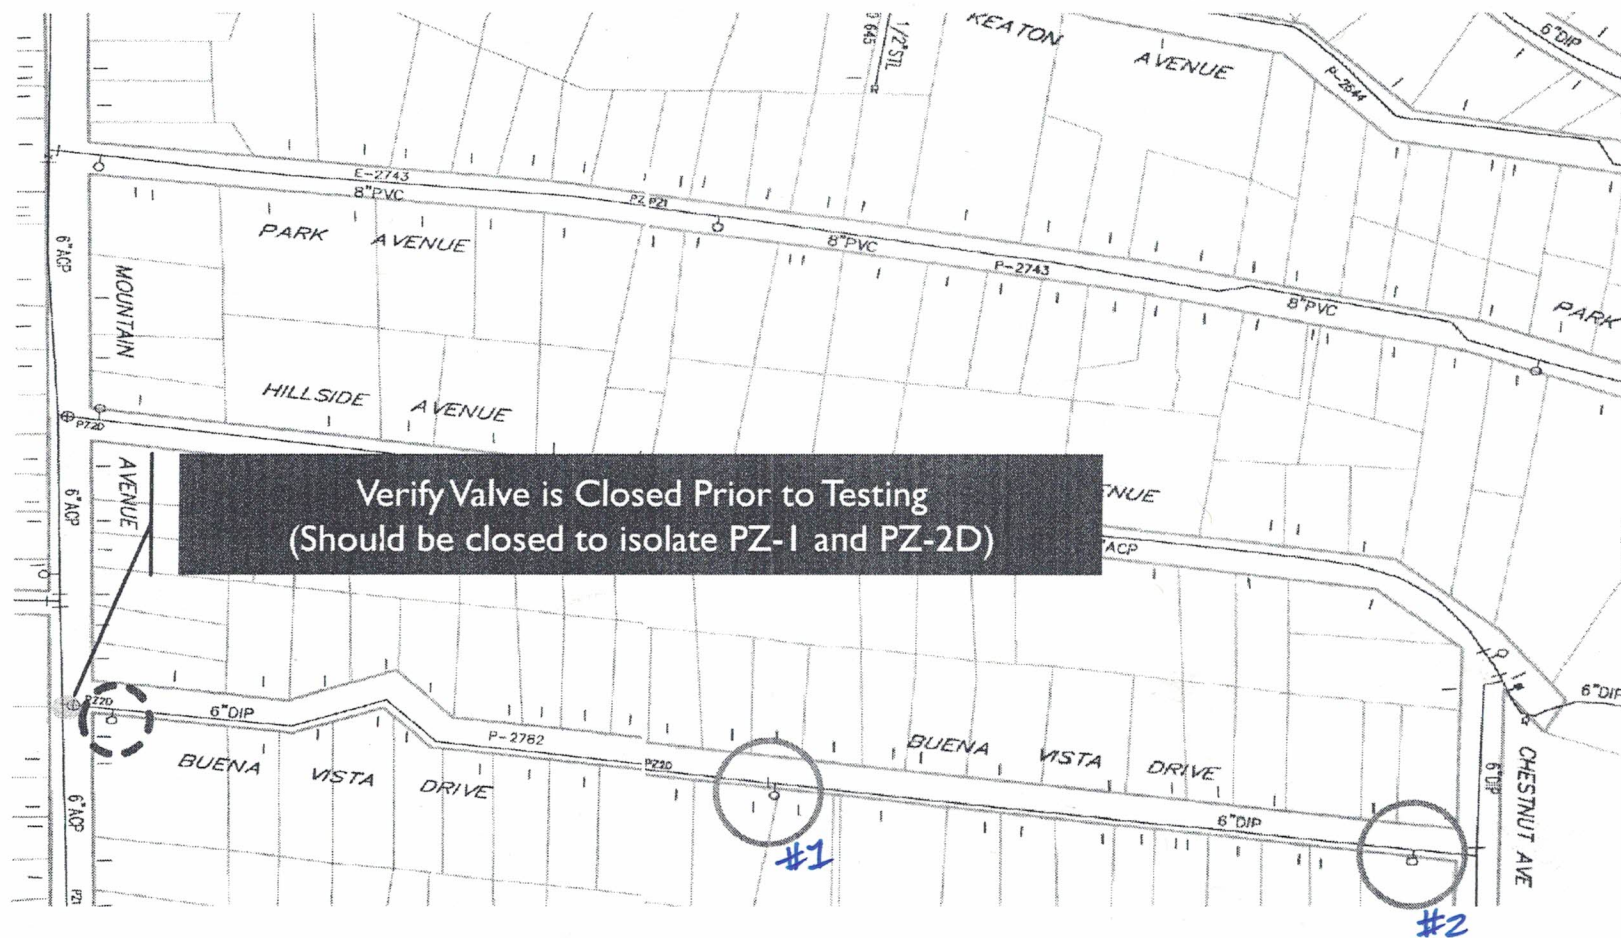 KEATON AVENUE
1/2"STL
6"DIP
P-2644
E-2743
8"PVC
PZ1
PARK AVENUE
8"PVC
P-2743
8"PVC
PARK
6"ACP
MOUNTAIN
HILLSIDE AVENUE
PZ2D
AVENUE
6"ACP
Verify Valve is Closed Prior to Testing
(Should be closed to isolate PZ-1 and PZ-2D)
ENUE
"ACP
6"DIP
PZ2D
6"DIP
P-2762
PZ2D
BUENA VISTA DRIVE
BUENA VISTA DRIVE
6"DIP
6"DIP
CHESTNUT AVE
6"ACP
PZ1
#1
#2